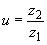 u = z₂/z₁